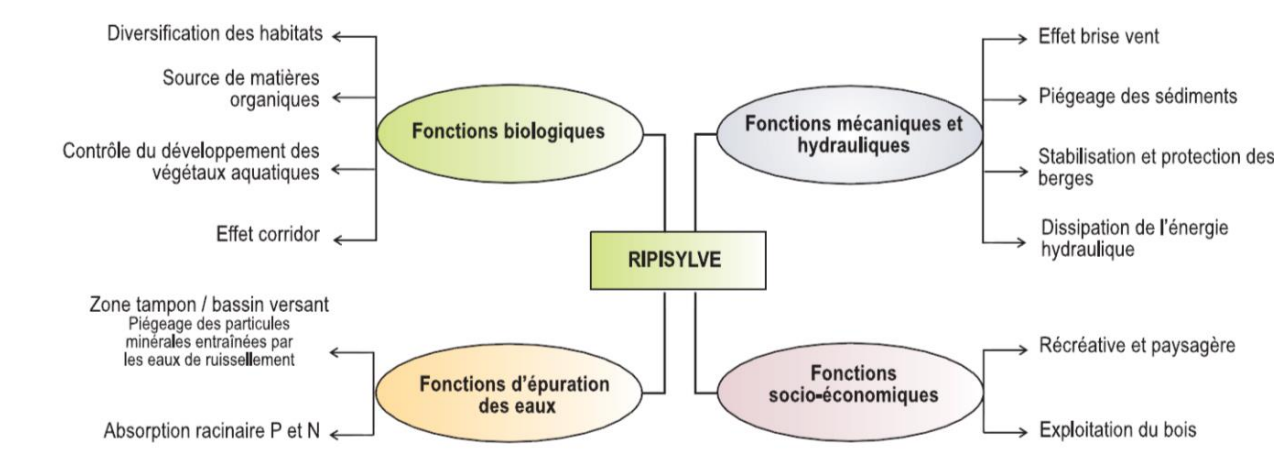 Diversification des habitats
Source de matières
organiques
Contrôle du développement des
végétaux aquatiques
Effet corridor
Fonctions biologiques
Fonctions mécaniques et
hydrauliques
Effet brise vent
Piégeage des sédiments
Stabilisation et protection des
berges
Dissipation de l'énergie
hydraulique
RIPISYLVE
Zone tampon / bassin versant
Piégeage des particules
minérales entraînées par
les eaux de ruissellement
Absorption racinaire P et N
Fonctions d'épuration
des eaux
Fonctions
socio-économiques
Récréative et paysagère
Exploitation du bois